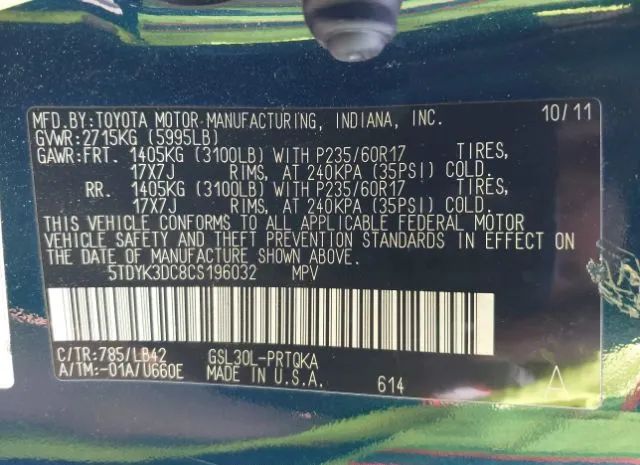 MFD.BY:TOYOTA MOTOR MANUFACTURING, INDIANA, INC. 10/11
GVWR:2715KG (5995LB)
GAWR:FRT. 1405KG (3100LB) WITH P235/60R17 TIRES,
17X7J RIMS, AT 240KPA (35PSI) COLD.
RR. 1405KG (3100LB) WITH P235/60R17 TIRES,
17X7J RIMS, AT 240KPA (35PSI) COLD.
THIS VEHICLE CONFORMS TO ALL APPLICABLE FEDERAL MOTOR
VEHICLE SAFETY AND THEFT PREVENTION STANDARDS IN EFFECT ON
THE DATE OF MANUFACTURE SHOWN ABOVE.
5TDYK3DC8CS196032 MPV
C/TR:785/LB42 GSL30L-PRTQKA
A/TM:-01A/U660E MADE IN U.S.A. 614 A